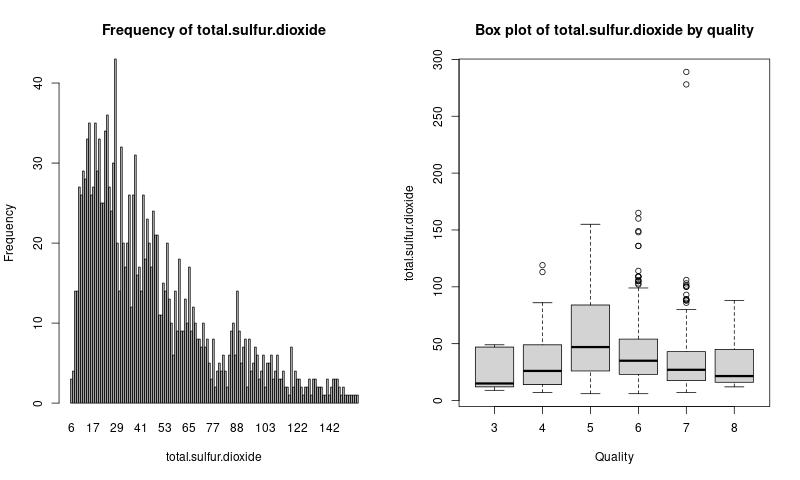 Frequency of total.sulfur.dioxide
Frequency
0 10 20 30 40
6 17 29 41 53 65 77 88 103 122 142
total.sulfur.dioxide
Box plot of total.sulfur.dioxide by quality
total.sulfur.dioxide
0 50 100 150 200 250 300
3 4 5 6 7 8
Quality